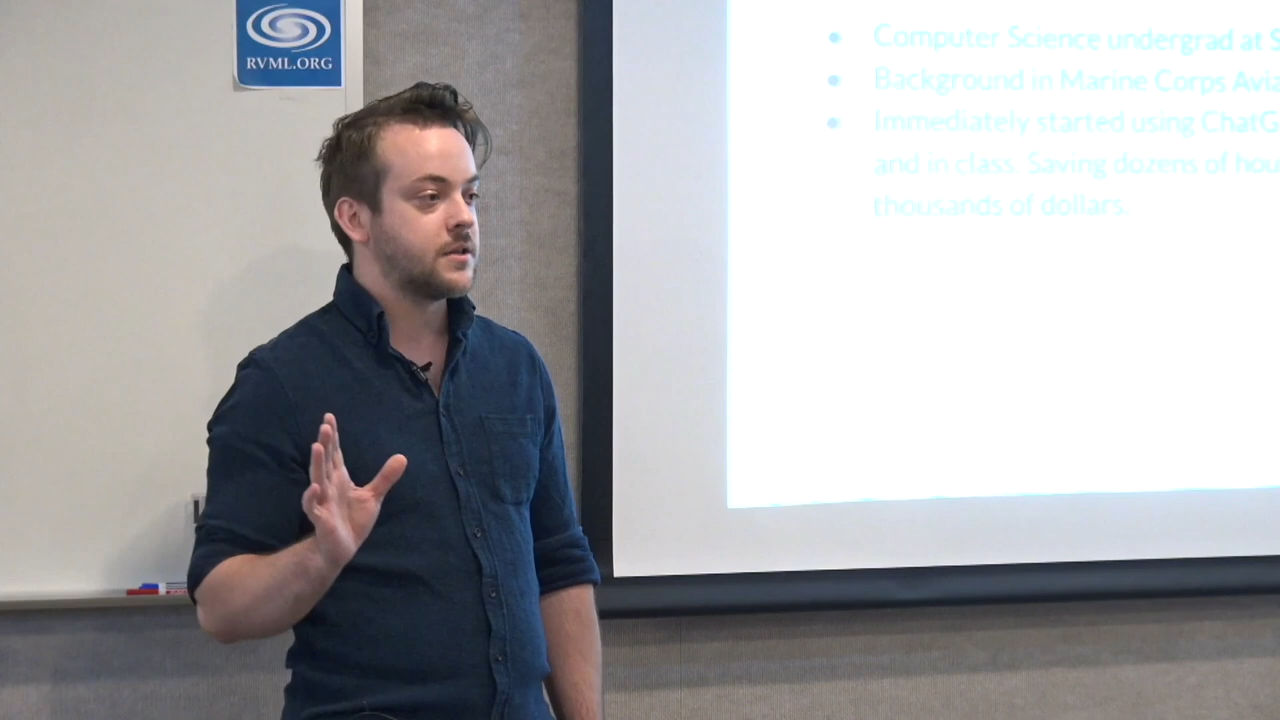 RVML.ORG
Computer Science undergrad at
Background in Marine Corps
Immediately started using
and in class. Saving dozens of
thousands of dollars.